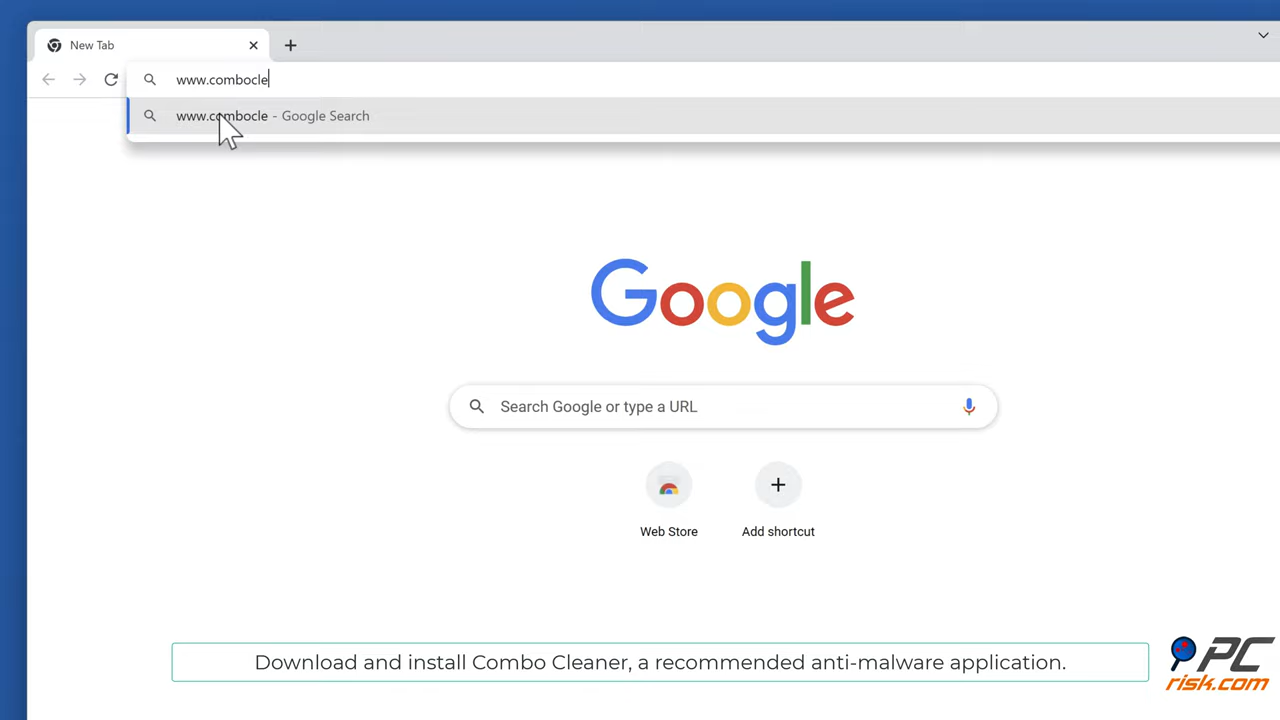 New Tab
www.combocle
www.combocle - Google Search
Google
Search Google or type a URL
Web Store
Add shortcut
Download and install Combo Cleaner, a recommended anti-malware application.
PC
risk.com